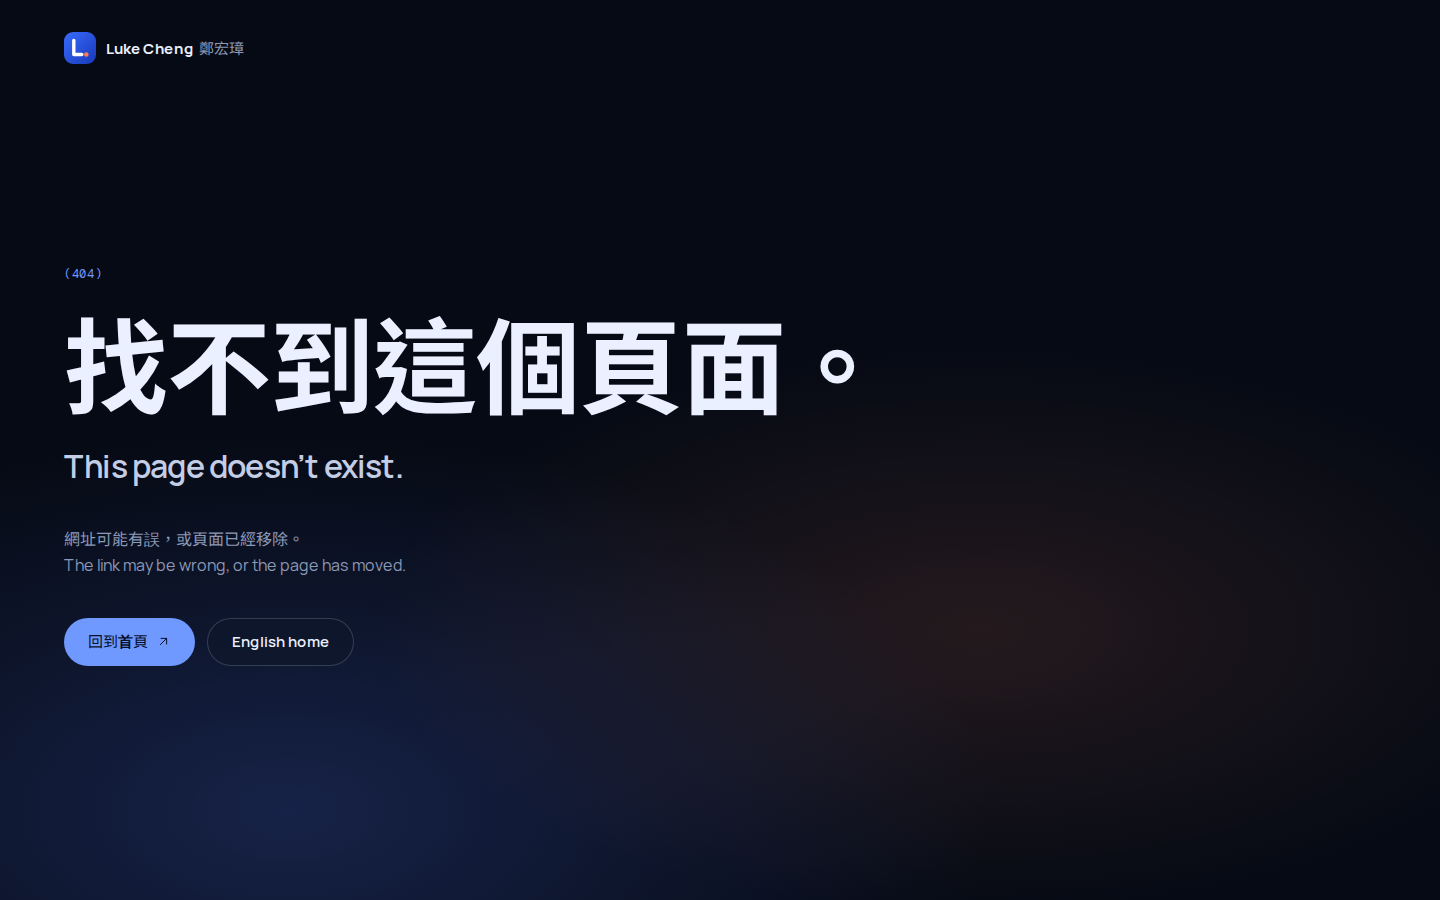 L.
Luke Cheng 鄭宏璋
(404)
找不到這個頁面。
This page doesn’t exist.
網址可能有誤，或頁面已經移除。
The link may be wrong, or the page has moved.
回到首頁
English home